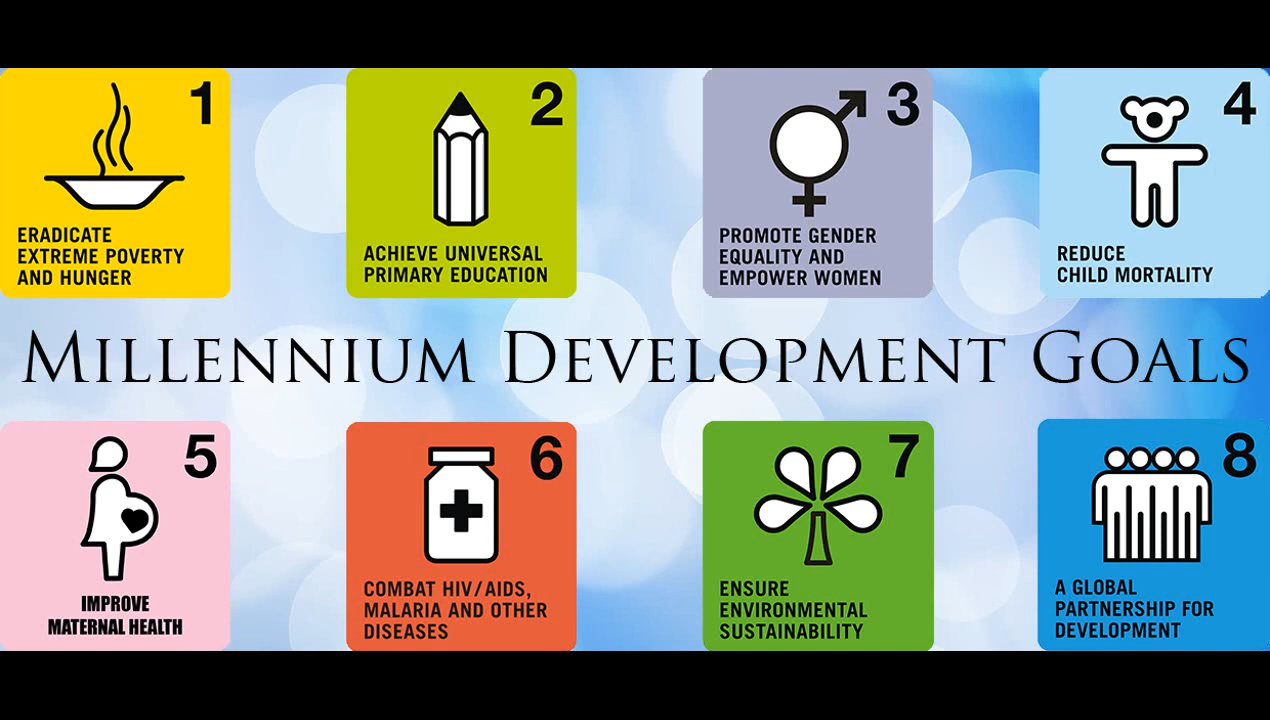 1
ERADICATE
EXTREME POVERTY
AND HUNGER
2
ACHIEVE UNIVERSAL
PRIMARY EDUCATION
3
PROMOTE GENDER
EQUALITY AND
EMPOWER WOMEN
4
REDUCE
CHILD MORTALITY
MILLENNIUM DEVELOPMENT GOALS
5
IMPROVE
MATERNAL HEALTH
6
COMBAT HIV/AIDS,
MALARIA AND OTHER
DISEASES
7
ENSURE
ENVIRONMENTAL
SUSTAINABILITY
8
A GLOBAL
PARTNERSHIP FOR
DEVELOPMENT